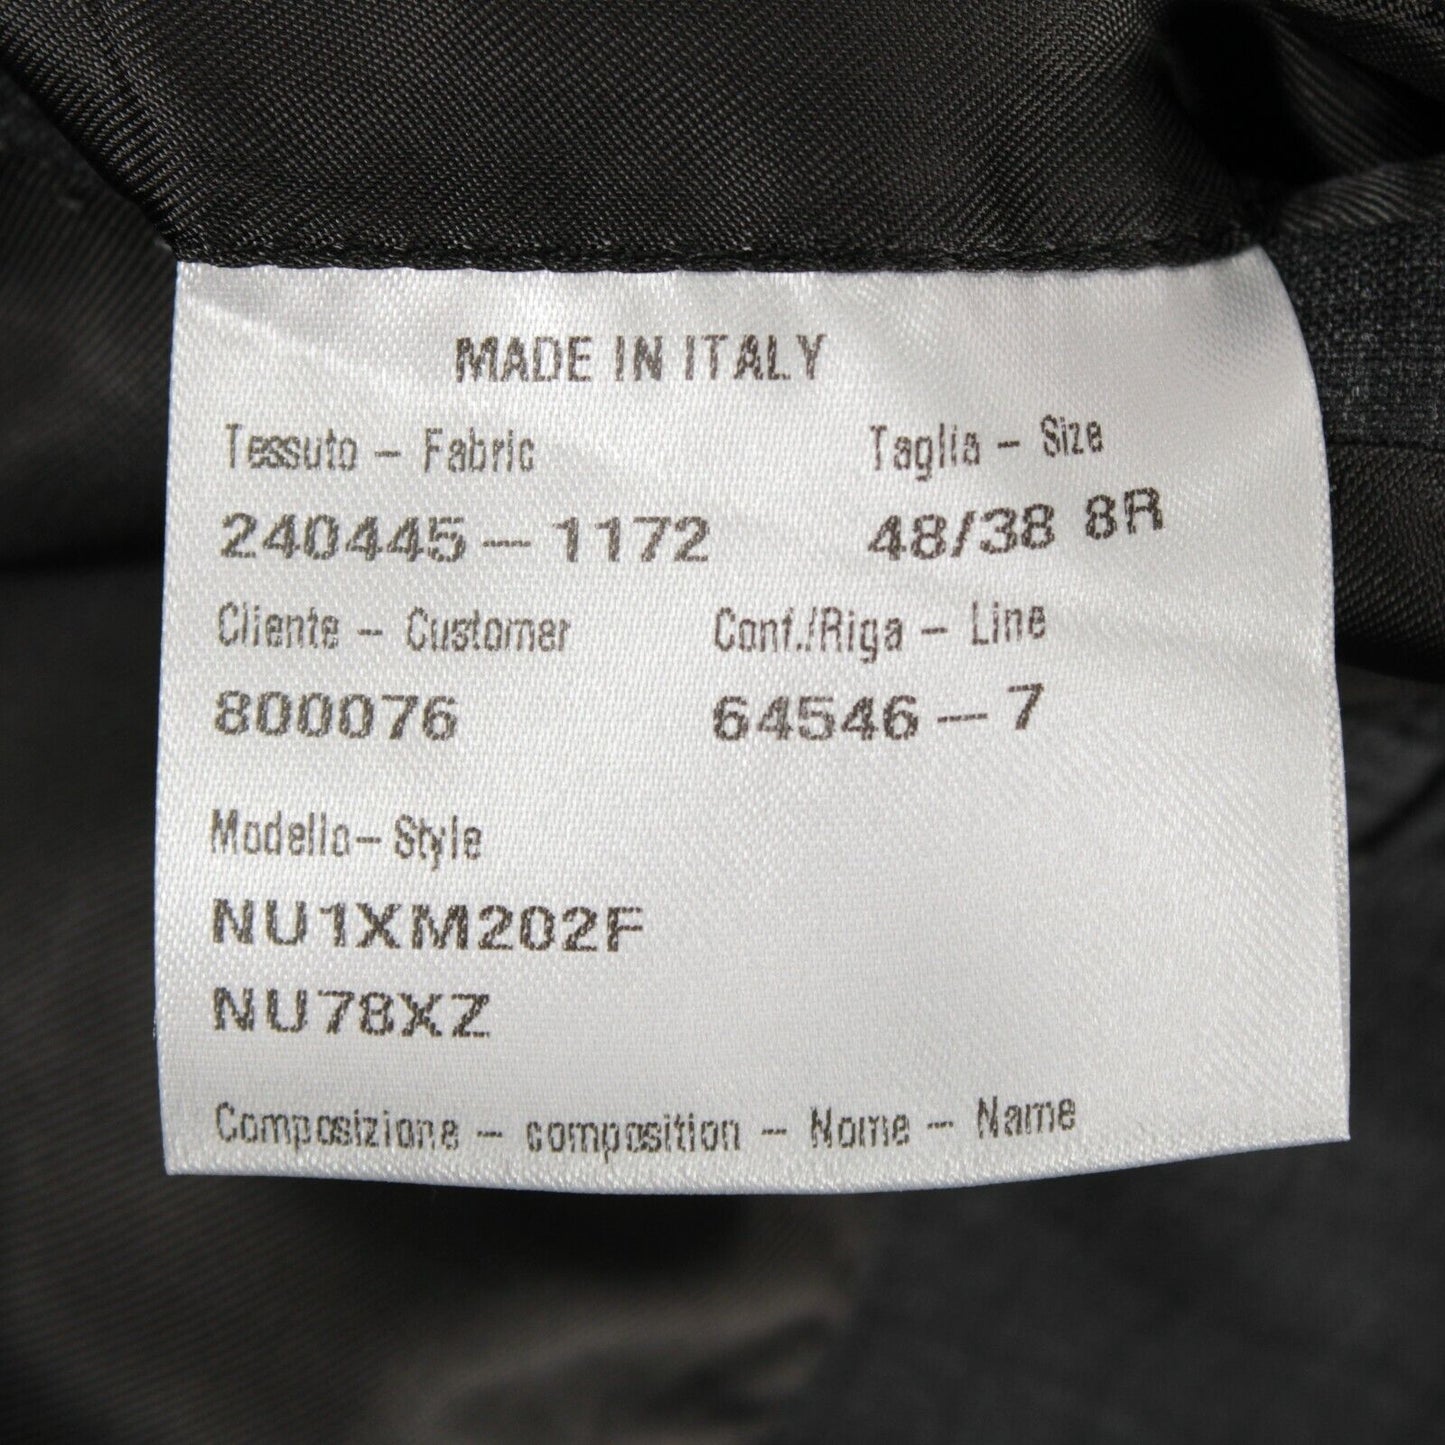 MADE IN ITALY
Tessuto – Fabric Taglia – Size
240445–1172 48/38 8R
Cliente – Customer Conf./Riga – Line
800076 64546–7
Modello–Style
NU1XM202F
NU78XZ
Composizione – composition – Nome – Name